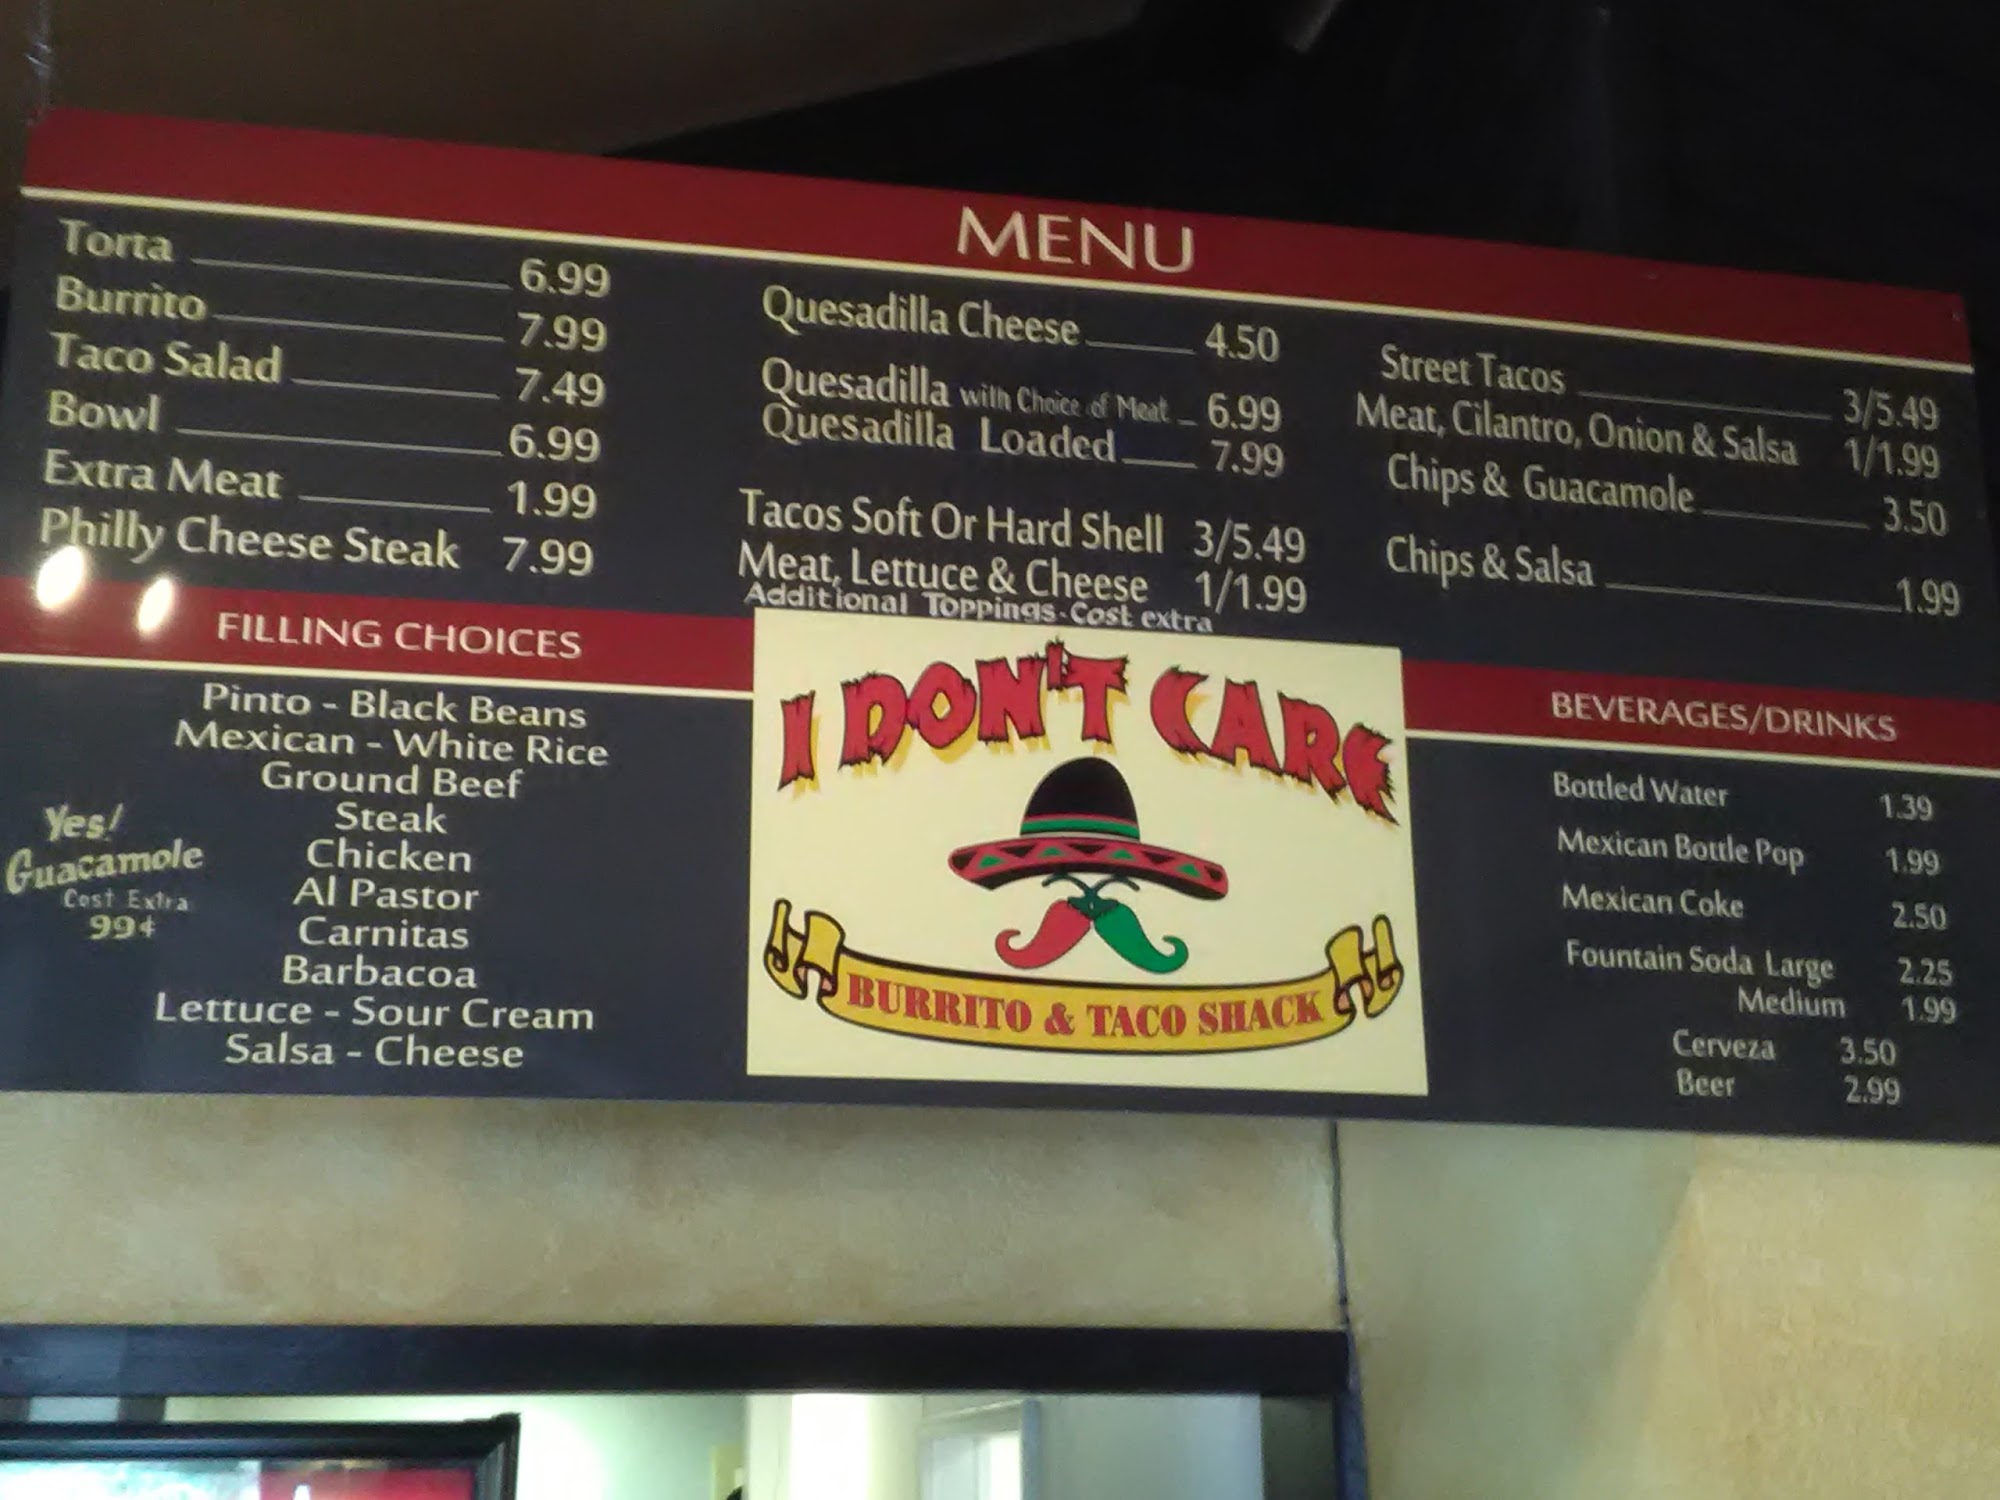 MENU
Torta 6.99
Burrito 7.99
Taco Salad 7.49
Bowl 6.99
Extra Meat 1.99
Philly Cheese Steak 7.99
Quesadilla Cheese 4.50
Quesadilla with Choice of Meat 6.99
Quesadilla Loaded 7.99
Tacos Soft Or Hard Shell 3/5.49
Meat, Lettuce & Cheese 1/1.99
Additional Toppings-Cost extra
Street Tacos 3/5.49
Meat, Cilantro, Onion & Salsa 1/1.99
Chips & Guacamole 3.50
Chips & Salsa 1.99
FILLING CHOICES
Pinto - Black Beans
Mexican - White Rice
Ground Beef
Steak
Chicken
Al Pastor
Carnitas
Barbacoa
Lettuce - Sour Cream
Salsa - Cheese
Yes!
Guacamole
Cost Extra
99¢
I DON'T CARE
BURRITO & TACO SHACK
BEVERAGES/DRINKS
Bottled Water 1.39
Mexican Bottle Pop 1.99
Mexican Coke 2.50
Fountain Soda Large 2.25
Medium 1.99
Cerveza 3.50
Beer 2.99